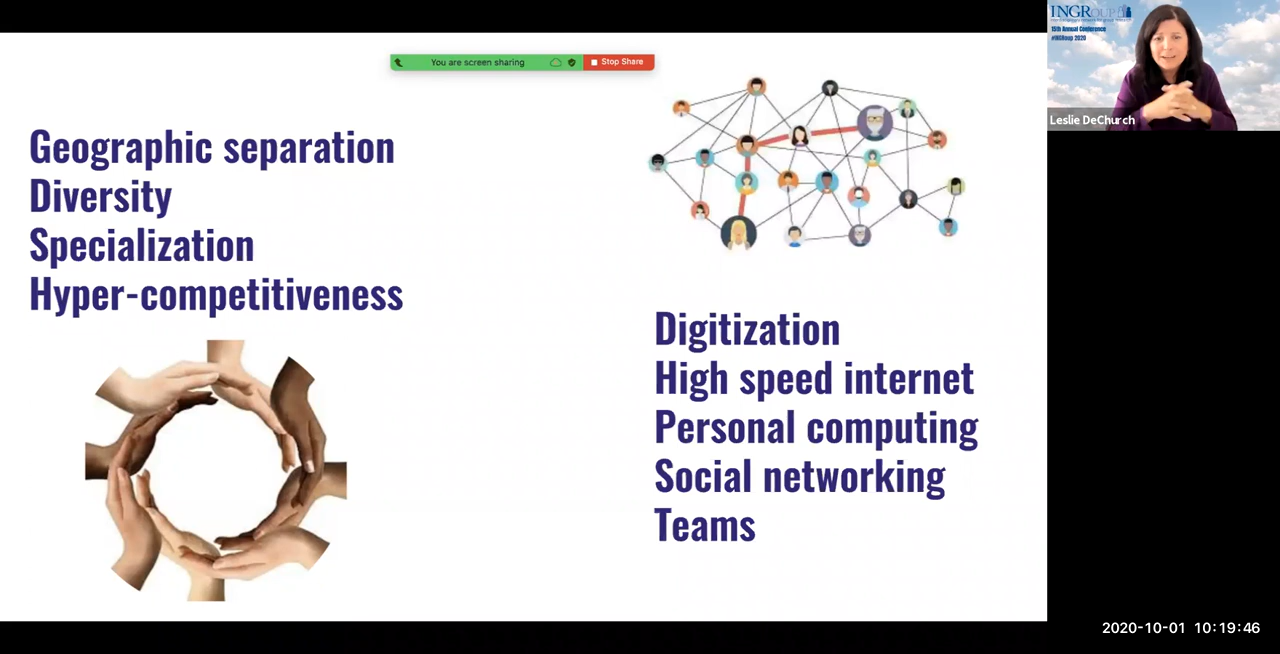 You are screen sharing
Stop Share
Geographic separation
Diversity
Specialization
Hyper-competitiveness
Digitization
High speed internet
Personal computing
Social networking
Teams
INGRoup
15th Annual Conference
#INGRoup 2020
Leslie DeChurch
2020-10-01 10:19:46